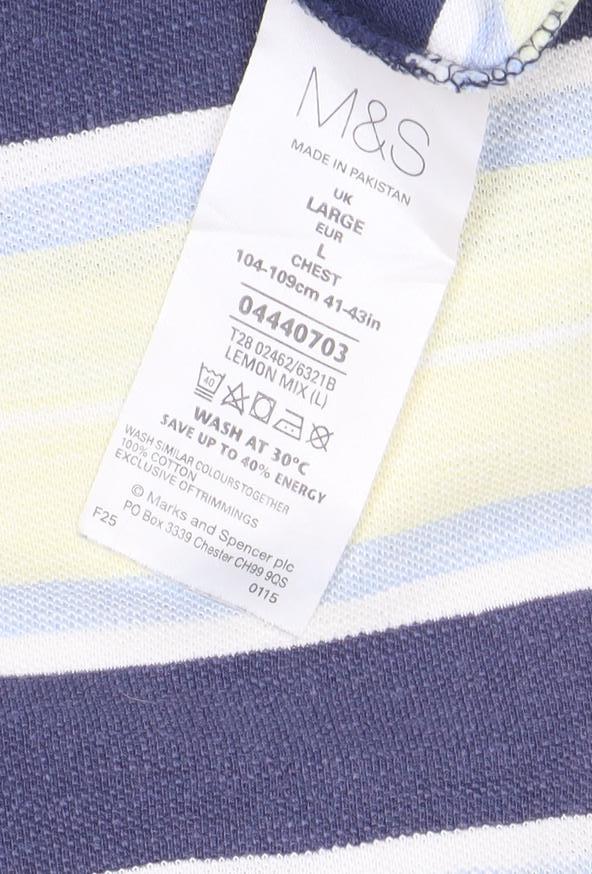 M&S
MADE IN PAKISTAN
UK
LARGE
EUR
L
CHEST
104-109cm 41-43in
04440703
T28 02462/6321B
LEMON MIX (L)
40
WASH AT 30°C
SAVE UP TO 40% ENERGY
WASH SIMILAR COLOURS TOGETHER
100% COTTON
EXCLUSIVE OF TRIMMINGS
© Marks and Spencer plc
PO Box 3339 Chester CH99 9QS
F25
0115